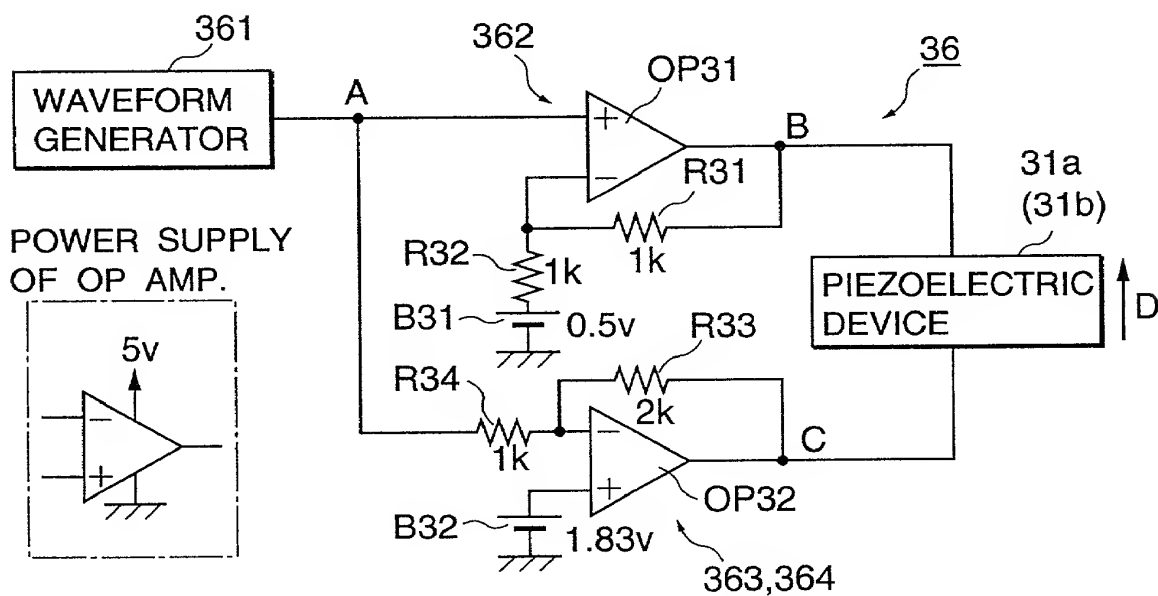 361
WAVEFORM
GENERATOR
A
362
OP31
36
+
−
B
R31
1k
R32
1k
B31
0.5v
31a
(31b)
PIEZOELECTRIC
DEVICE
D
POWER SUPPLY
OF OP AMP.
5v
−
+
R33
2k
R34
1k
−
+
C
OP32
B32
1.83v
363,364